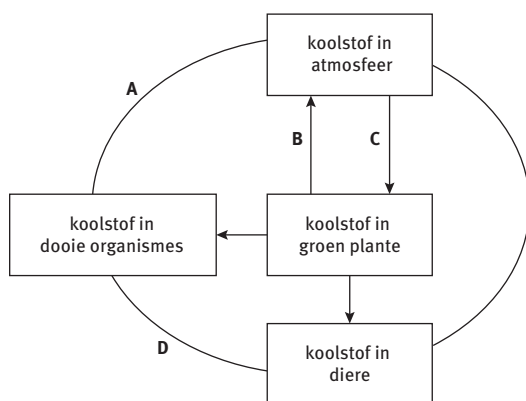 koolstof in
atmosfeer
A
B
C
koolstof in
dooie organismes
koolstof in
groen plante
D
koolstof in
diere